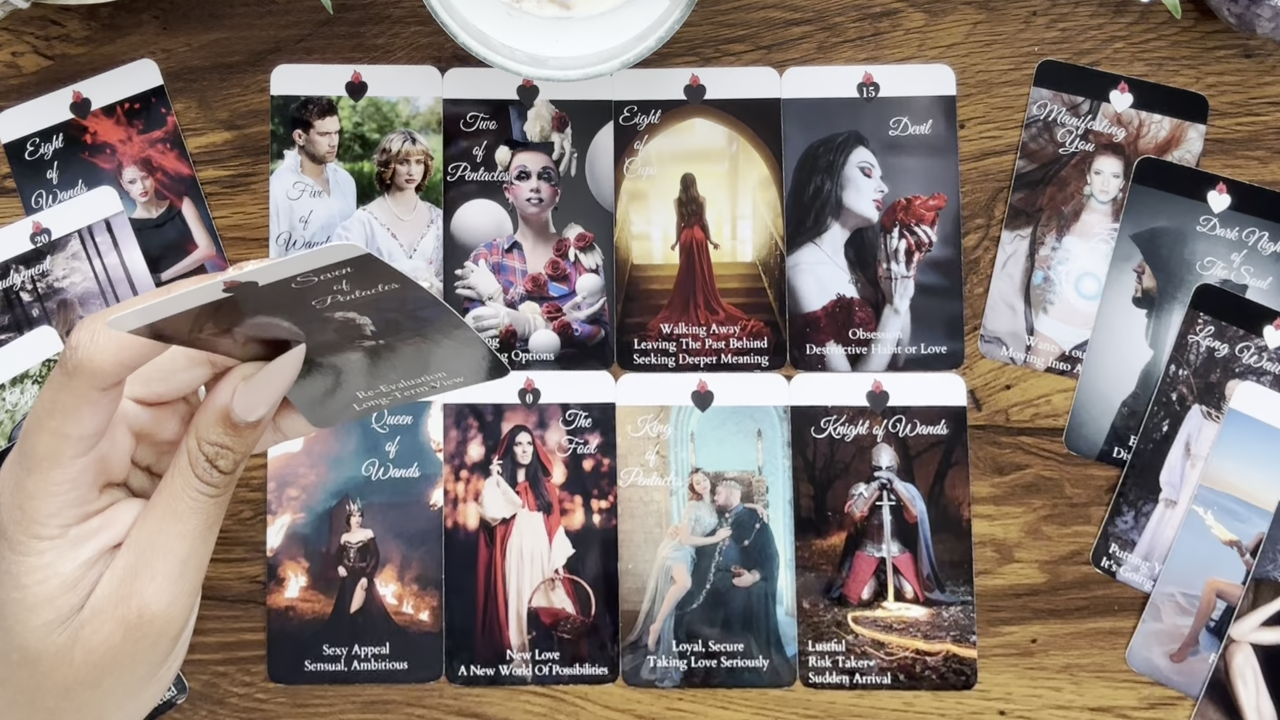 Eight
of
Wands
20
Five
of
Two
of
Pentacles
Options
Eight
of
Cups
Walking Away
Leaving The Past Behind
Seeking Deeper Meaning
15
Devil
Obsession
Destructive Habit or Love
Manifesting
You
Dark Night
of
The Soul
Long
Seven
of
Pentacles
Re-Evaluation
Long-Term View
Queen
of
Wands
Sexy Appeal
Sensual, Ambitious
0
The
Fool
New Love
A New World Of Possibilities
King
of
Pentacles
Loyal, Secure
Taking Love Seriously
Knight of Wands
Lustful
Risk Taker
Sudden Arrival
Moving Into
It's Going